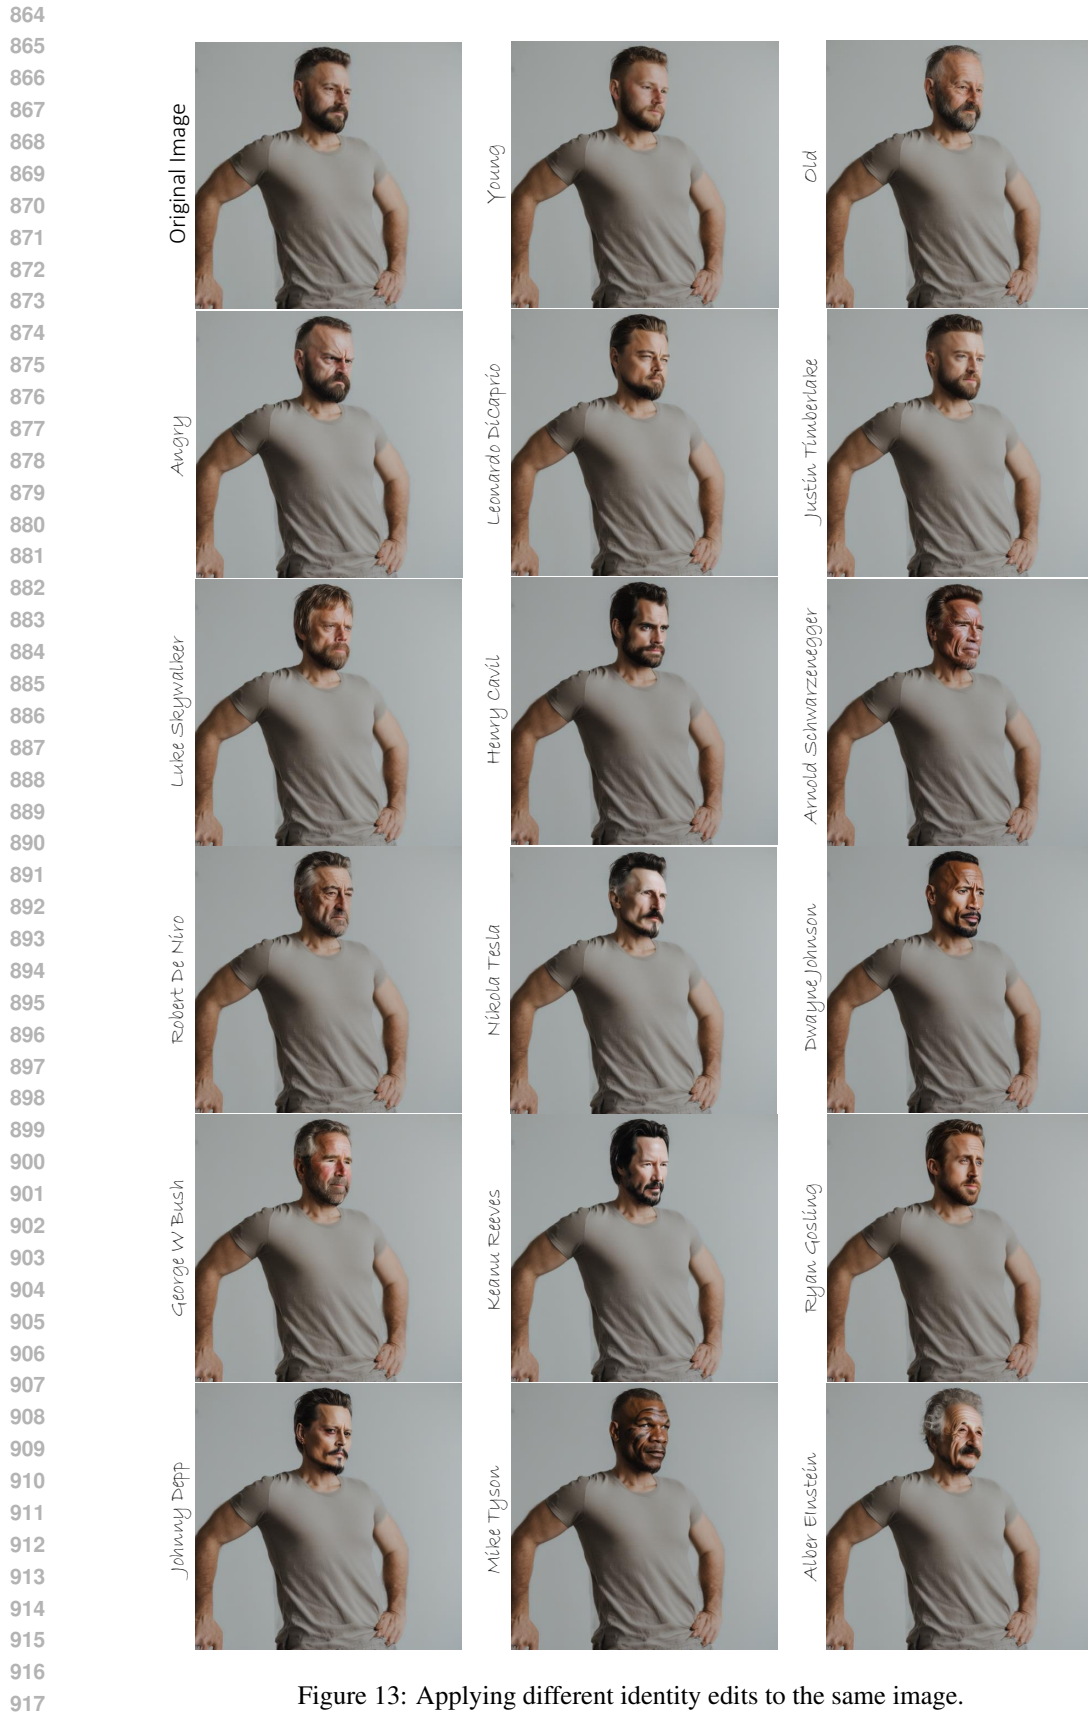 864
865
866
867
868
869
870
871
872
873
874
875
876
877
878
879
880
881
882
883
884
885
886
887
888
889
890
891
892
893
894
895
896
897
898
899
900
901
902
903
904
905
906
907
908
909
910
911
912
913
914
915
916
917
Original Image
Young
Old
Angry
Leonardo DiCaprio
Justin Timberlake
Luke Skywalker
Henry Cavil
Arnold Schwarzenegger
Robert De Niro
Nikola Tesla
Dwayne Johnson
George W Bush
Keanu Reeves
Ryan Gosling
Johnny Depp
Mike Tyson
Alber EInstein
Figure 13: Applying different identity edits to the same image.